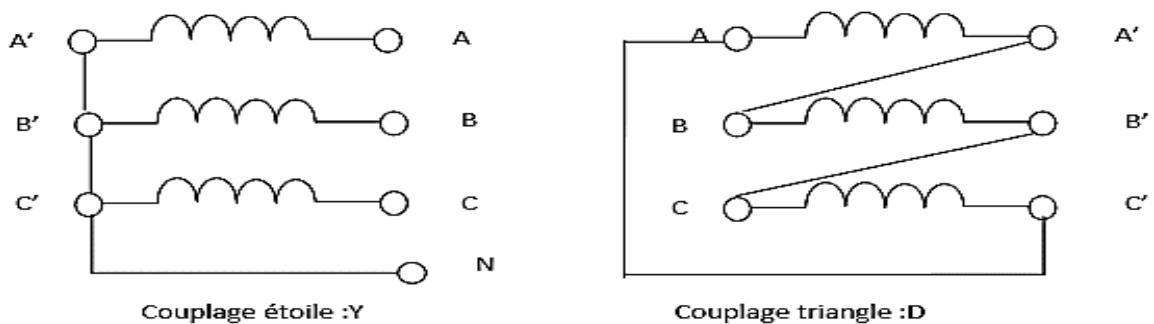 A' A A A'
B' B B B'
C' C C C'
N
Couplage étoile :Y Couplage triangle :D